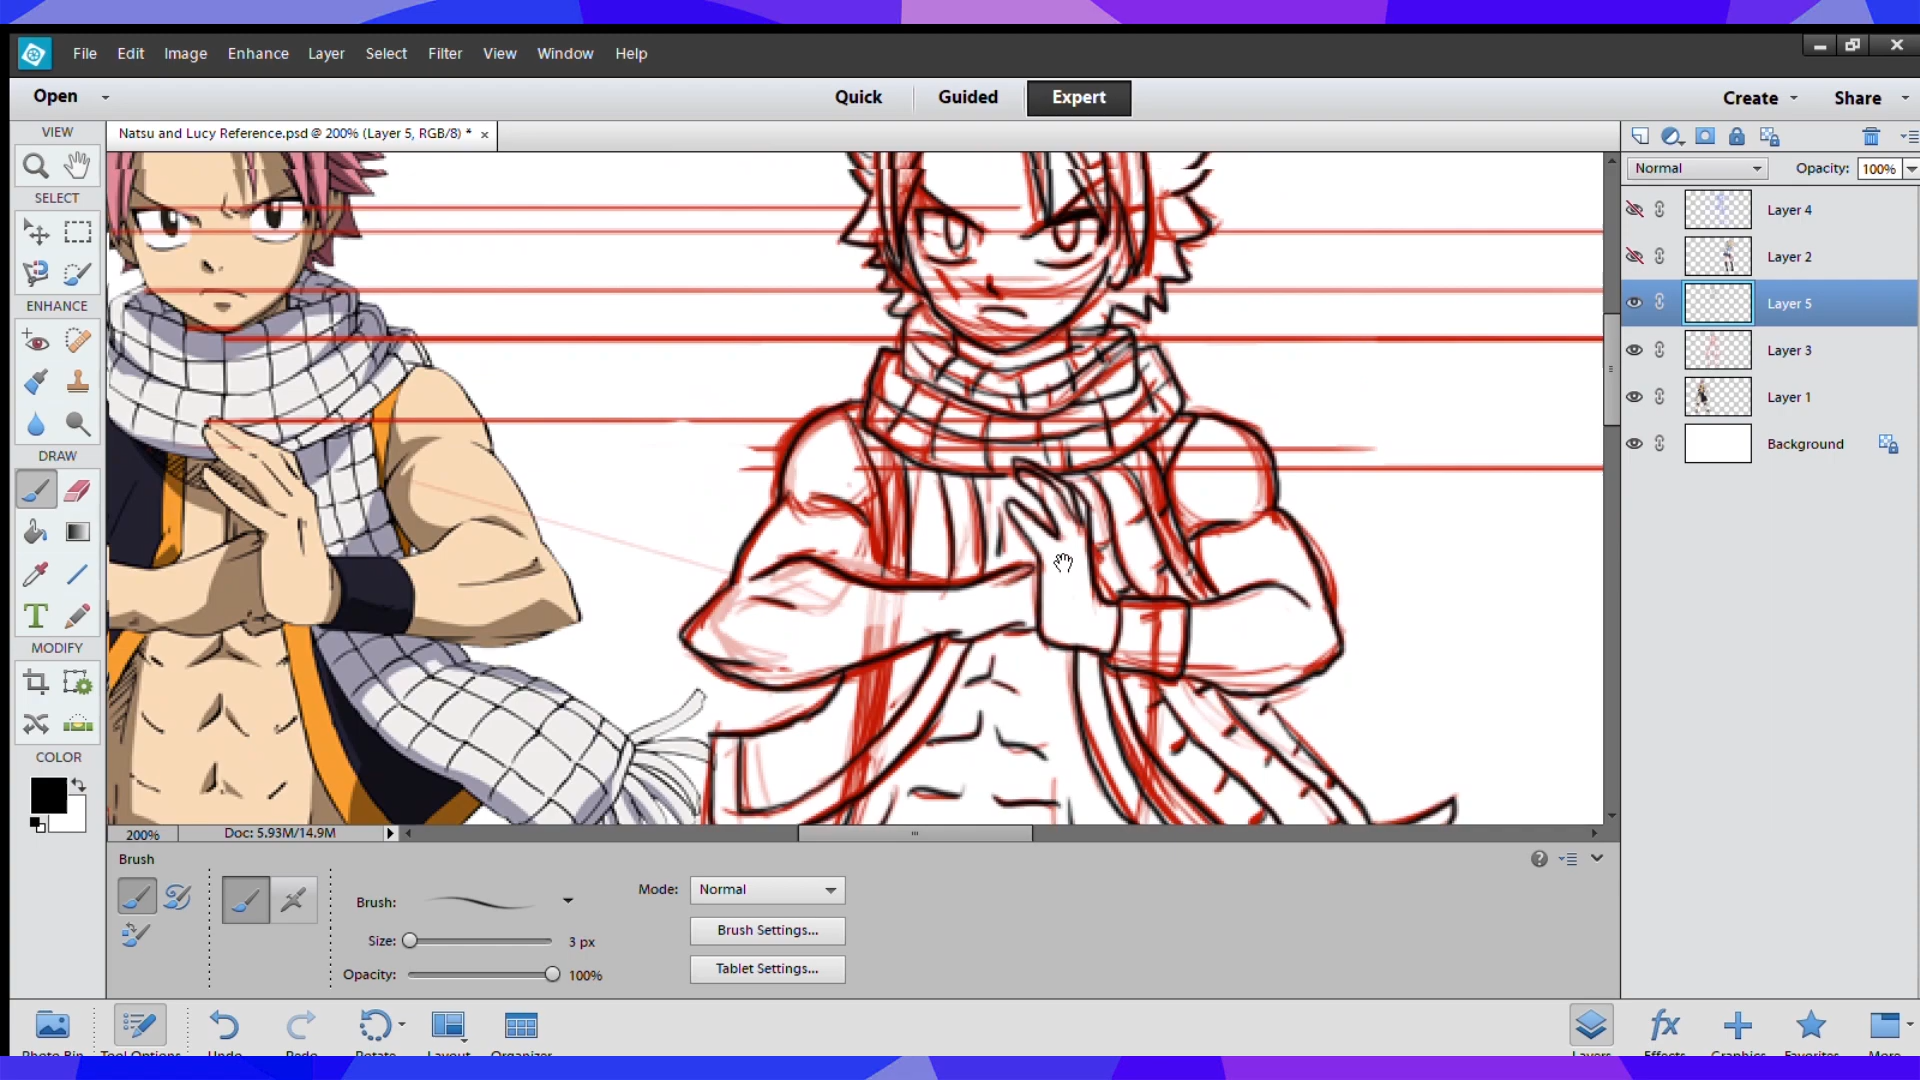 File Edit Image Enhance Layer Select Filter View Window Help
Open Quick Guided Expert Create Share
VIEW
Natsu and Lucy Reference.psd @ 200% (Layer 5, RGB/8) *
Normal Opacity: 100%
SELECT
Layer 4
Layer 2
ENHANCE
Layer 5
Layer 3
Layer 1
Background
DRAW
T
MODIFY
COLOR
200% Doc: 5.93M/14.9M
Brush
Mode: Normal
Brush:
Brush Settings...
Size: 3 px
Tablet Settings...
Opacity: 100%
fx
Photo Bin Tool Options Undo Redo Rotate Layout Organizer Layers Effects Graphics Favorites More